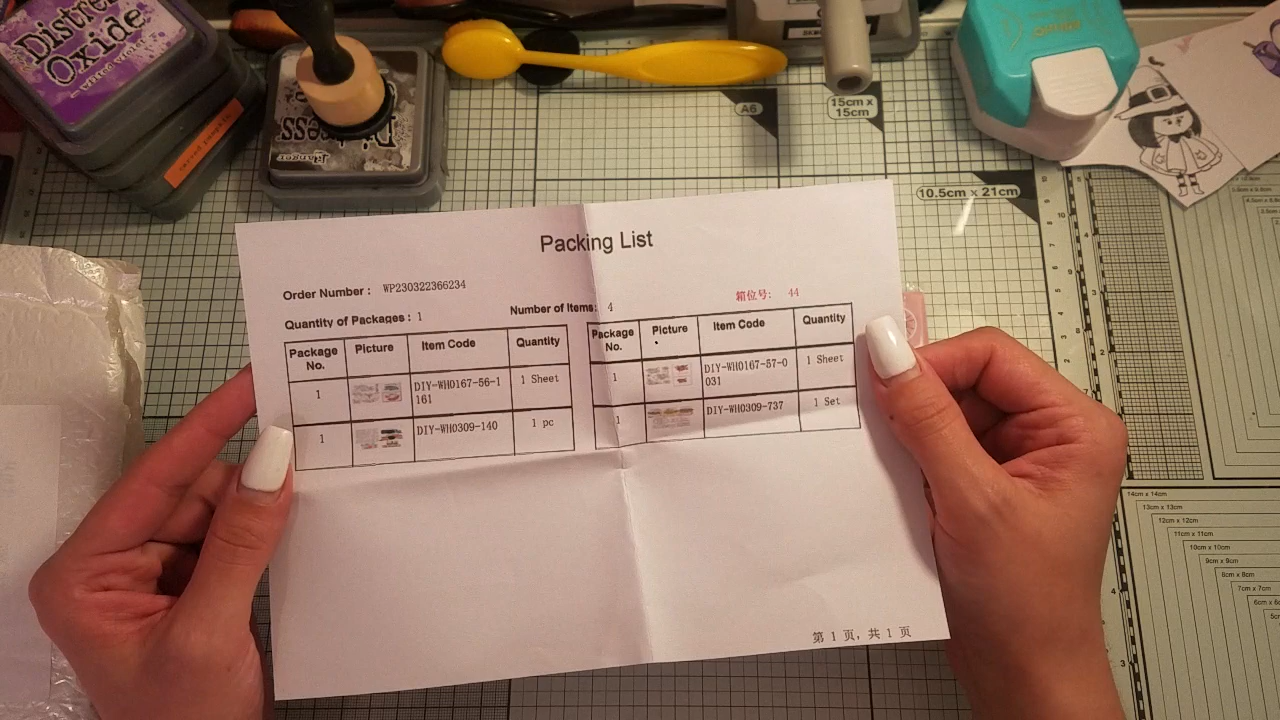 Distress
Oxide
wilted violet
Distress
Ranger
A6
15cm x
15cm
10.5cm x 21cm
Packing List
Order Number : WP230322366234
Number of Items: 4
箱位号: 44
Quantity of Packages : 1
Package No. Picture Item Code Quantity
1 DIY-WH0167-56-1161 1 Sheet
1 DIY-WH0309-140 1 pc
Package No. Picture Item Code Quantity
1 DIY-WH0167-57-0031 1 Sheet
1 DIY-WH0309-737 1 Set
第 1 页, 共 1 页
14cm x 14cm
13cm x 13cm
12cm x 12cm
11cm x 11cm
10cm x 10cm
9cm x 9cm
8cm x 8cm
7cm x 7cm